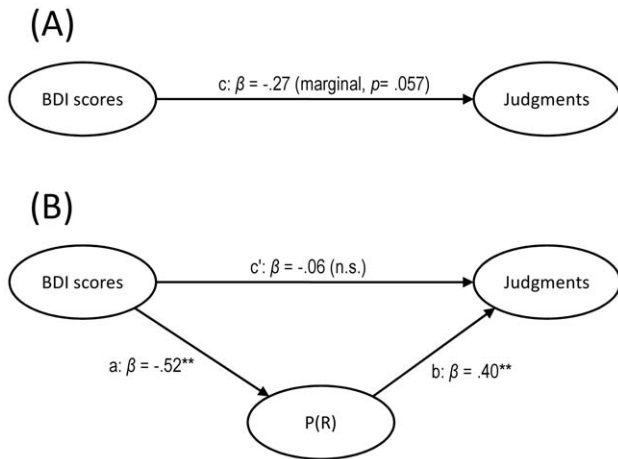 (A)
BDI scores
c: β = -.27 (marginal, p= .057)
Judgments
(B)
BDI scores
c': β = -.06 (n.s.)
Judgments
a: β = -.52**
b: β = .40**
P(R)